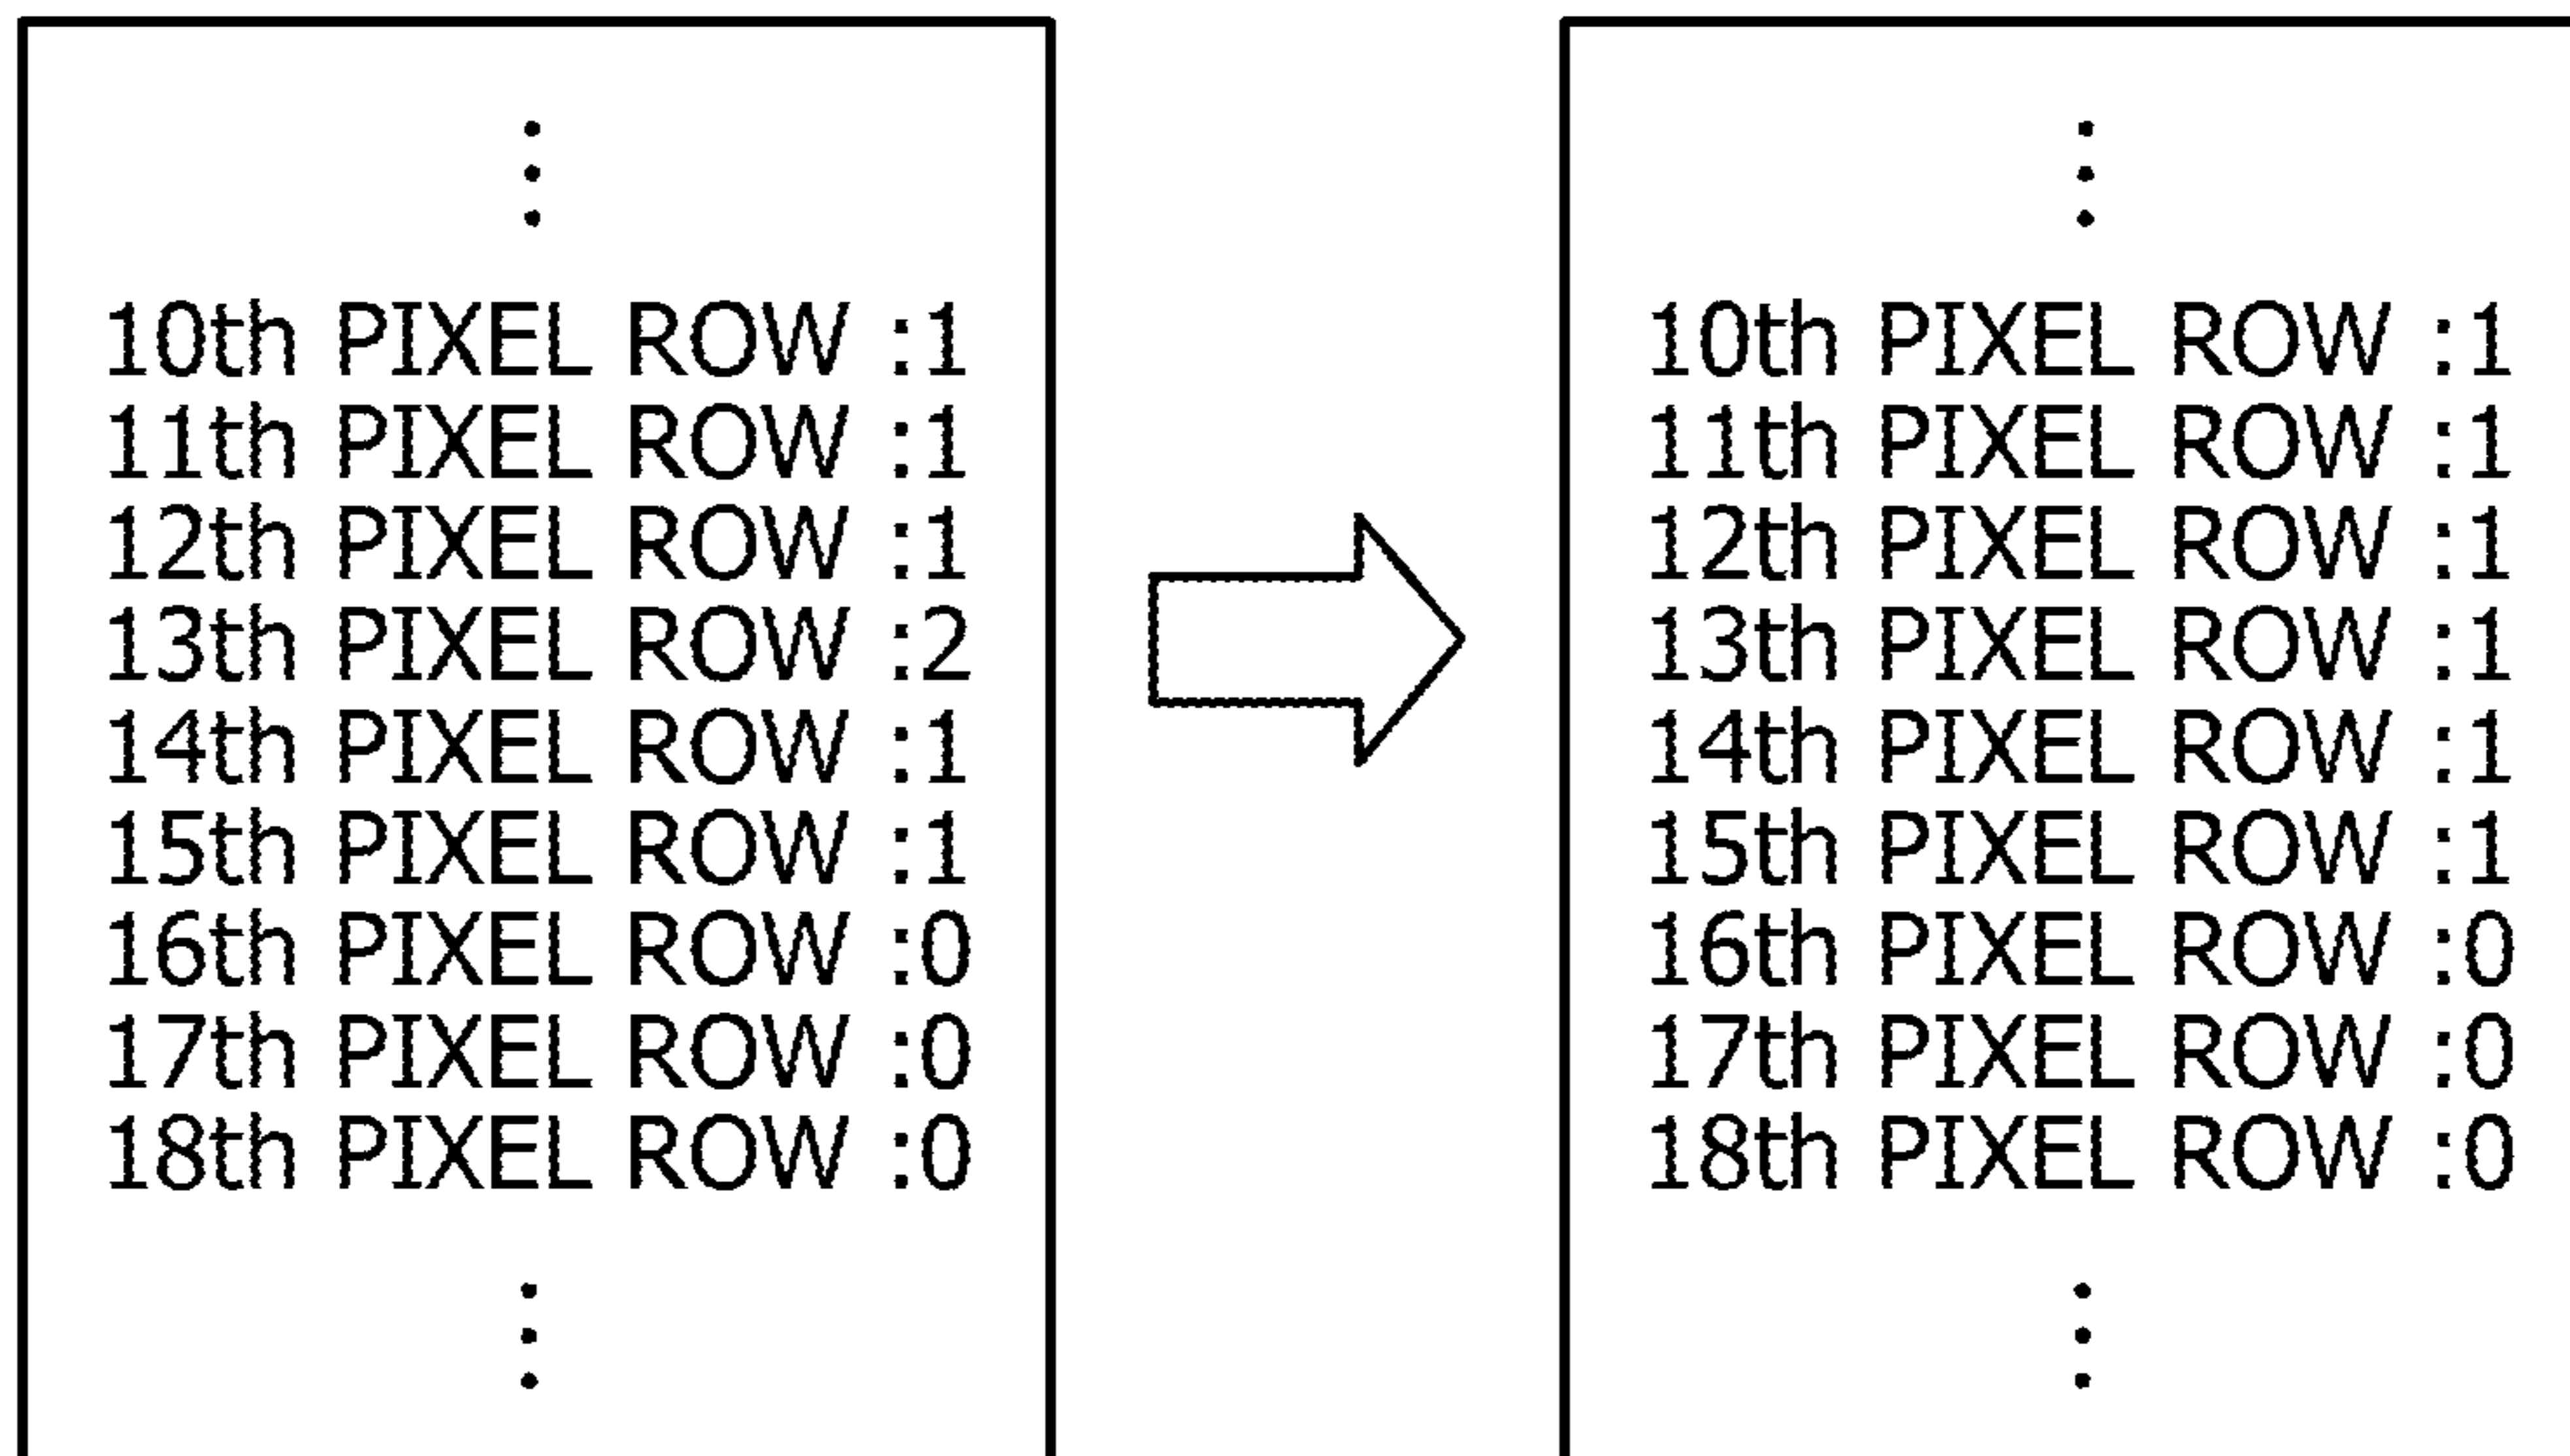 10th PIXEL ROW :1
11th PIXEL ROW :1
12th PIXEL ROW :1
13th PIXEL ROW :2
14th PIXEL ROW :1
15th PIXEL ROW :1
16th PIXEL ROW :0
17th PIXEL ROW :0
18th PIXEL ROW :0
10th PIXEL ROW :1
11th PIXEL ROW :1
12th PIXEL ROW :1
13th PIXEL ROW :1
14th PIXEL ROW :1
15th PIXEL ROW :1
16th PIXEL ROW :0
17th PIXEL ROW :0
18th PIXEL ROW :0